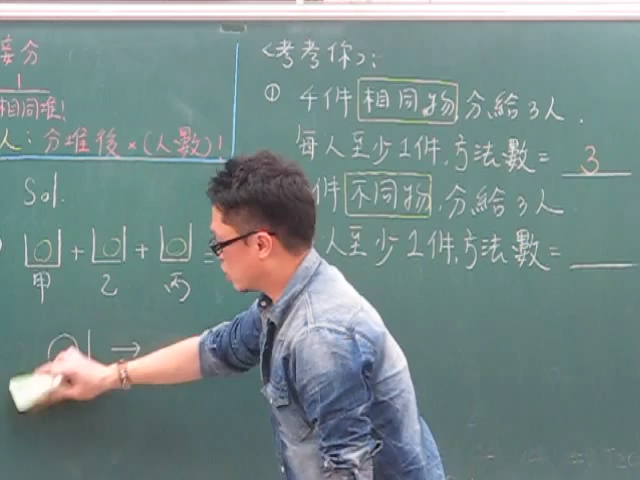 妄分
1
相同堆!
人: 分堆後 × (人數)!
Sol.
+ + =
甲 乙 丙
→
<考考你>:
① 4件 相同物 分給3人.
每人至少1件,方法數= 3
件 不同物,分給3人
人至少1件,方法數=